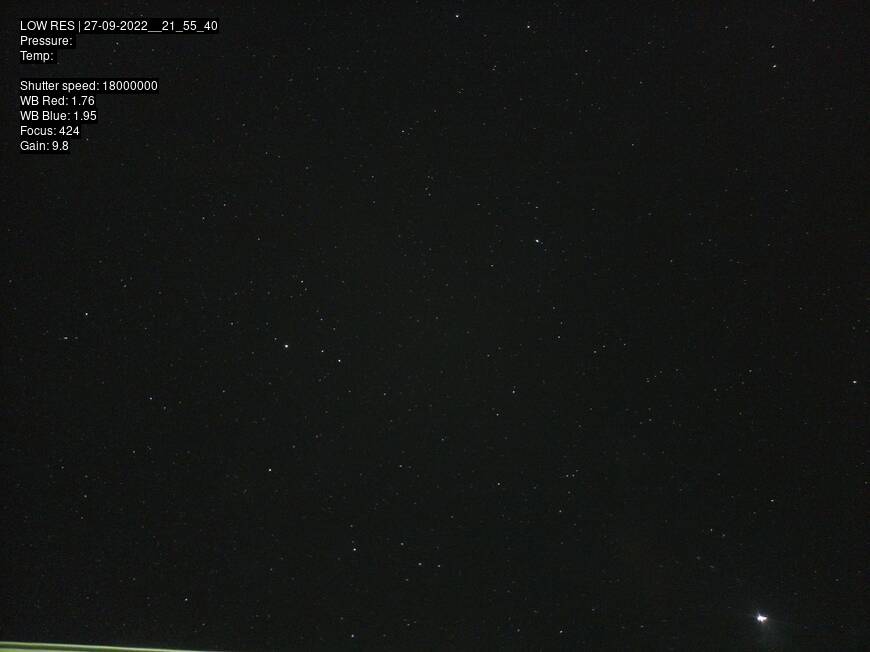 LOW RES | 27-09-2022__21_55_40
Pressure:
Temp:
Shutter speed: 18000000
WB Red: 1.76
WB Blue: 1.95
Focus: 424
Gain: 9.8